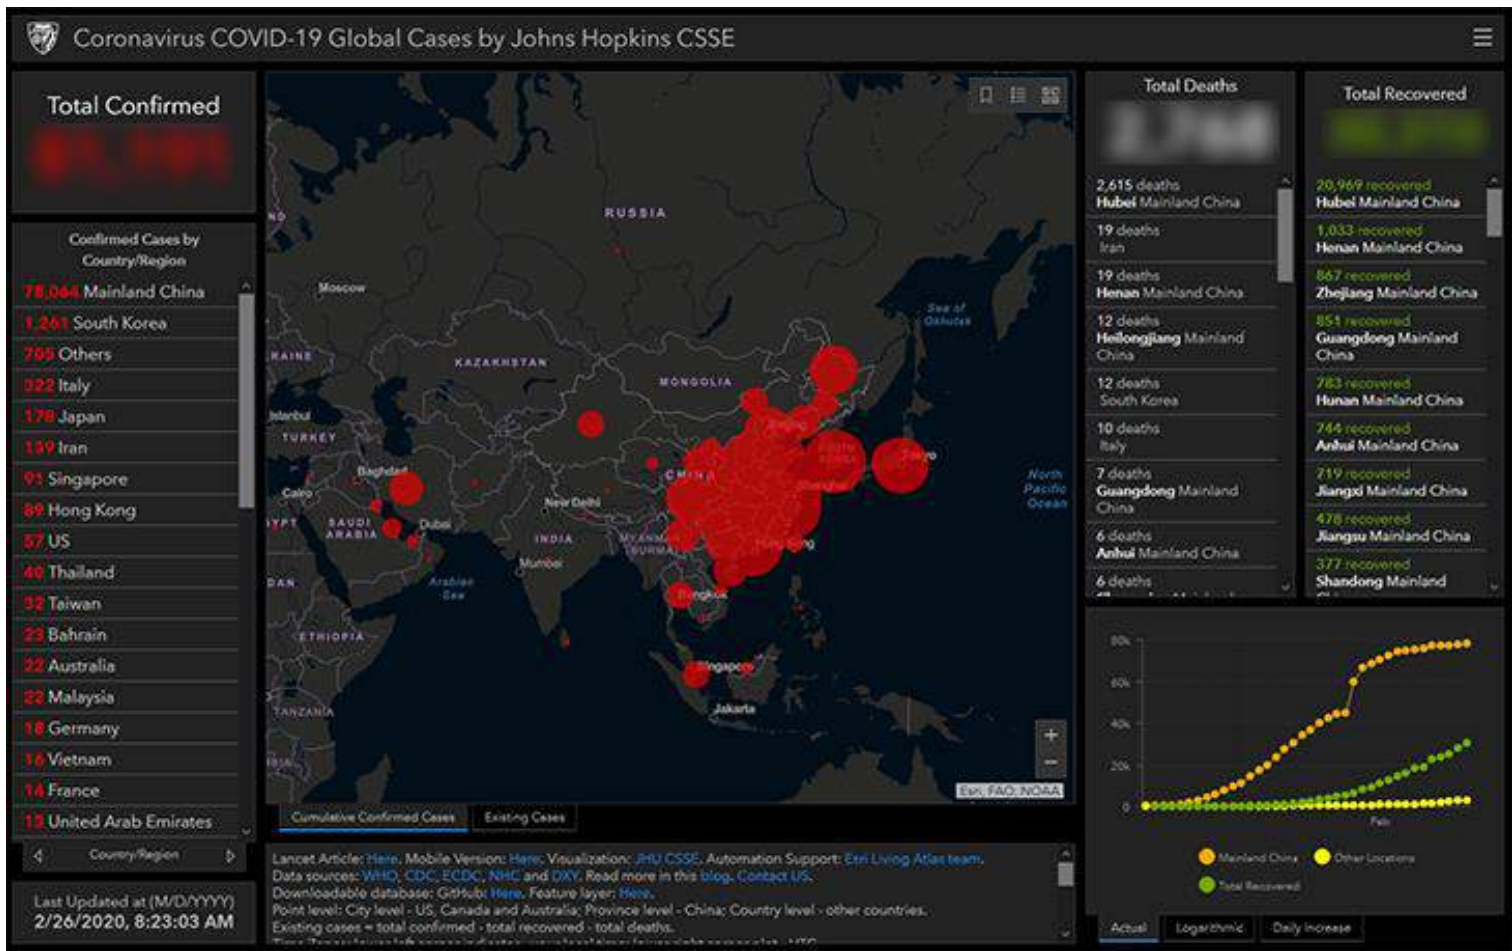 Coronavirus COVID-19 Global Cases by Johns Hopkins CSSE
Total Confirmed
Confirmed Cases by
Country/Region
78,064 Mainland China
1,261 South Korea
705 Others
322 Italy
178 Japan
139 Iran
91 Singapore
89 Hong Kong
57 US
40 Thailand
32 Taiwan
23 Bahrain
22 Australia
22 Malaysia
18 Germany
16 Vietnam
14 France
13 United Arab Emirates
Country/Region
Last Updated at (M/D/YYYY)
2/26/2020, 8:23:03 AM
RUSSIA
Moscow
Sea of
Okhotsk
RAINE
KAZAKHSTAN
MONGOLIA
Istanbul
TURKEY
Beijing
Tokyo
Baghdad
CHINA
Shanghai
North
Pacific
Ocean
Cairo
New Delhi
YPT
SAUDI
ARABIA
Dubai
INDIA
MYANMAR
BURMA
Hong Kong
Mumbai
DAN
Arabian
Sea
Bangkok
ETHIOPIA
Singapore
TANZANIA
Jakarta
+
−
Esri, FAO, NOAA
Cumulative Confirmed Cases
Existing Cases
Lancet Article: Here. Mobile Version: Here. Visualization: JHU CSSE. Automation Support: Esri Living Atlas team.
Data sources: WHO, CDC, ECDC, NHC and DXY. Read more in this blog. Contact US.
Downloadable database: GitHub: Here. Feature layer: Here.
Point level: City level - US, Canada and Australia; Province level - China; Country level - other countries.
Existing cases = total confirmed - total recovered - total deaths.
Total Deaths
2,768
2,615 deaths
Hubei Mainland China
19 deaths
Iran
19 deaths
Henan Mainland China
12 deaths
Heilongjiang Mainland
China
12 deaths
South Korea
10 deaths
Italy
7 deaths
Guangdong Mainland
China
6 deaths
Anhui Mainland China
6 deaths
Total Recovered
20,969 recovered
Hubei Mainland China
1,033 recovered
Henan Mainland China
867 recovered
Zhejiang Mainland China
851 recovered
Guangdong Mainland
China
783 recovered
Hunan Mainland China
744 recovered
Anhui Mainland China
719 recovered
Jiangxi Mainland China
478 recovered
Jiangsu Mainland China
377 recovered
Shandong Mainland
80k
60k
40k
20k
0
Feb
Mainland China
Other Locations
Total Recovered
Actual
Logarithmic
Daily Increase